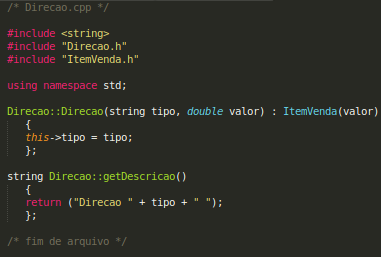 /* Direcao.cpp */
#include <string>
#include "Direcao.h"
#include "ItemVenda.h"
using namespace std;
Direcao::Direcao(string tipo, double valor) : ItemVenda(valor)
{
this->tipo = tipo;
};
string Direcao::getDescricao()
{
return ("Direcao " + tipo + " ");
};
/* fim de arquivo */